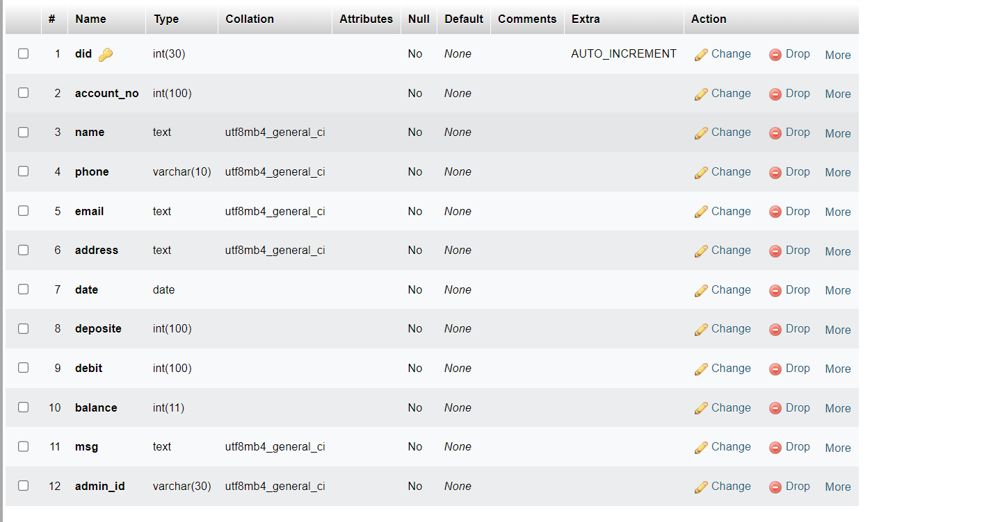 # Name Type Collation Attributes Null Default Comments Extra Action
1 did int(30) No None AUTO_INCREMENT Change Drop More
2 account_no int(100) No None Change Drop More
3 name text utf8mb4_general_ci No None Change Drop More
4 phone varchar(10) utf8mb4_general_ci No None Change Drop More
5 email text utf8mb4_general_ci No None Change Drop More
6 address text utf8mb4_general_ci No None Change Drop More
7 date date No None Change Drop More
8 deposite int(100) No None Change Drop More
9 debit int(100) No None Change Drop More
10 balance int(11) No None Change Drop More
11 msg text utf8mb4_general_ci No None Change Drop More
12 admin_id varchar(30) utf8mb4_general_ci No None Change Drop More